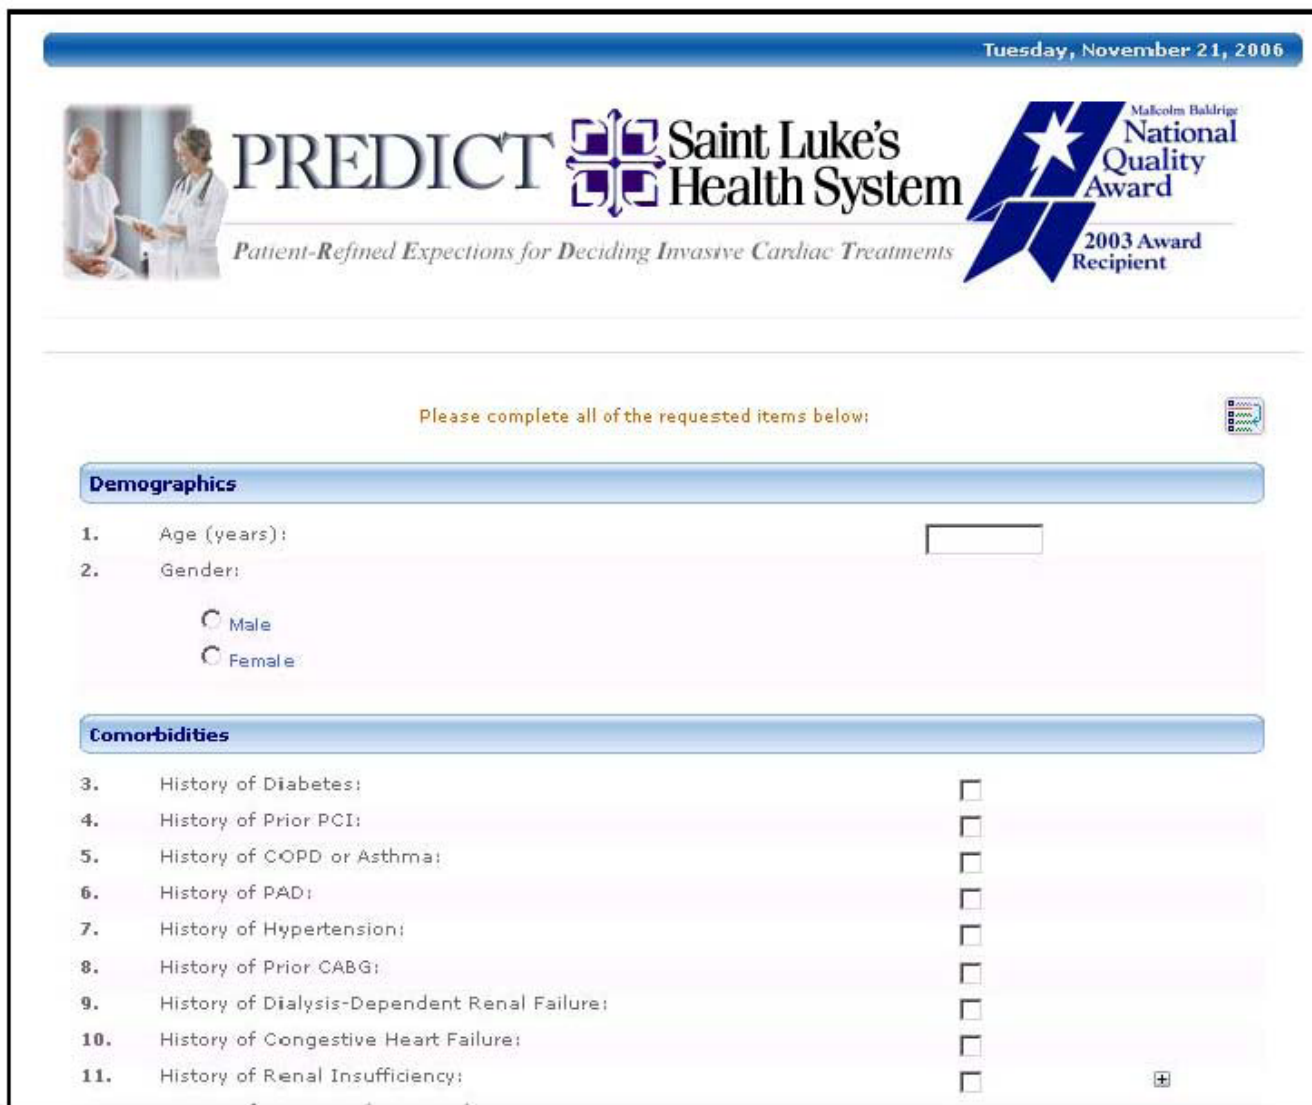 Tuesday, November 21, 2006
PREDICT
Saint Luke's
Health System
Malcolm Baldrige
National
Quality
Award
2003 Award
Recipient
Patient-Refined Expections for Deciding Invasive Cardiac Treatments
Please complete all of the requested items below:
Demographics
1. Age (years):
2. Gender:
Male
Female
Comorbidities
3. History of Diabetes:
4. History of Prior PCI:
5. History of COPD or Asthma:
6. History of PAD:
7. History of Hypertension:
8. History of Prior CABG:
9. History of Dialysis-Dependent Renal Failure:
10. History of Congestive Heart Failure:
11. History of Renal Insufficiency: